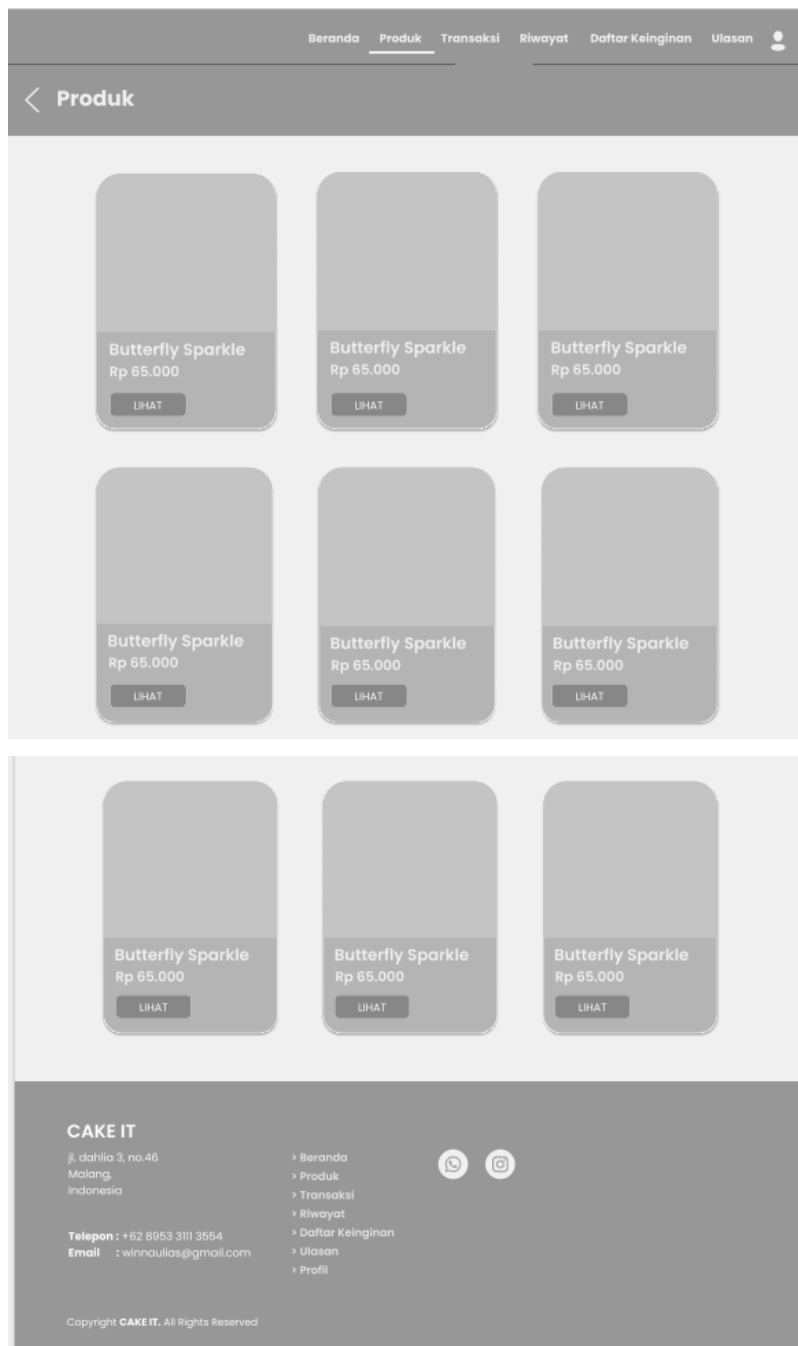 Beranda Produk Transaksi Riwayat Daftar Keinginan Ulasan
Produk
Butterfly Sparkle
Rp 65.000
LIHAT
Butterfly Sparkle
Rp 65.000
LIHAT
Butterfly Sparkle
Rp 65.000
LIHAT
Butterfly Sparkle
Rp 65.000
LIHAT
Butterfly Sparkle
Rp 65.000
LIHAT
Butterfly Sparkle
Rp 65.000
LIHAT
Butterfly Sparkle
Rp 65.000
LIHAT
Butterfly Sparkle
Rp 65.000
LIHAT
Butterfly Sparkle
Rp 65.000
LIHAT
CAKE IT
jl. dahlia 3, no.46
Malang,
Indonesia
Telepon : +62 8953 3111 3554
Email : winnaulias@gmail.com
> Beranda
> Produk
> Transaksi
> Riwayat
> Daftar Keinginan
> Ulasan
> Profil
Copyright CAKE IT. All Rights Reserved